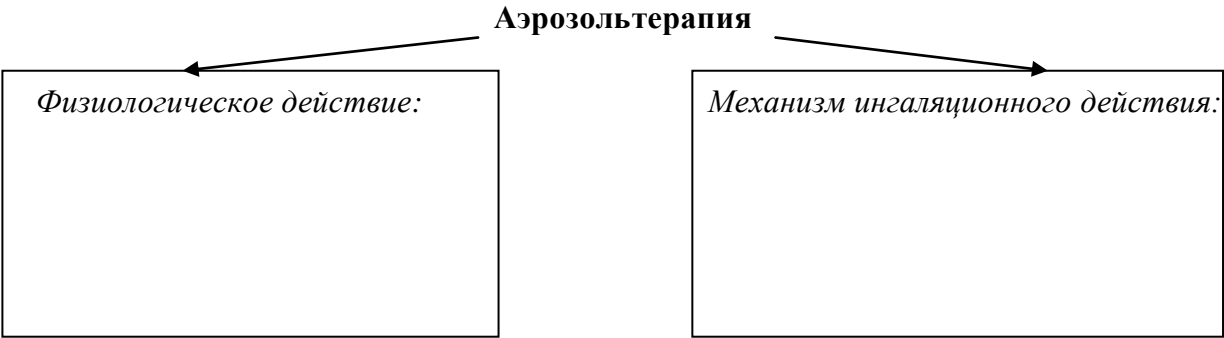 Аэрозольтерапия
Физиологическое действие:
Механизм ингаляционного действия: